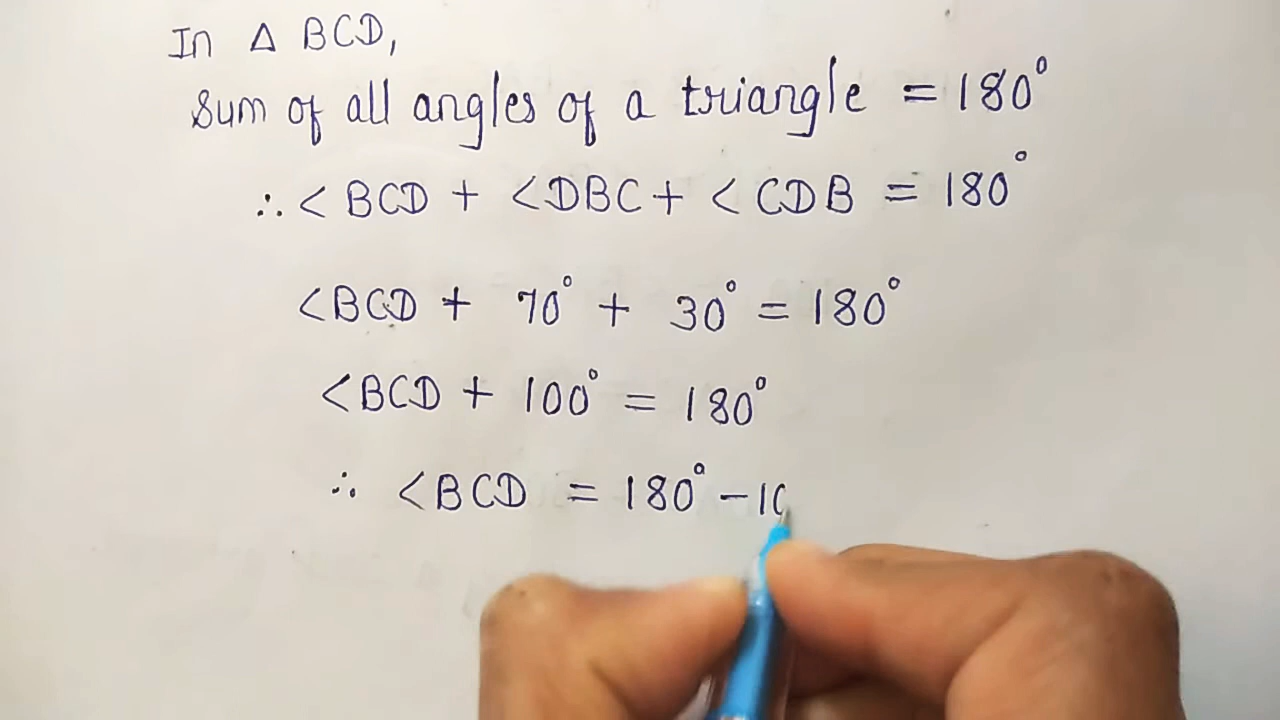 In Δ BCD,
Sum of all angles of a triangle = 180°
∴ <BCD + <DBC + <CDB = 180°
<BCD + 70° + 30° = 180°
<BCD + 100° = 180°
∴ <BCD = 180° - 10